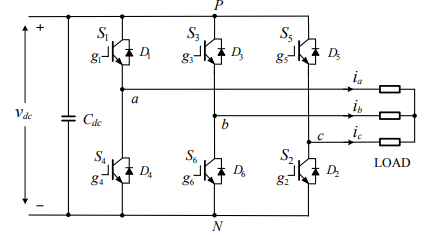 P
+
S1 S3 S5
g1 D1 g3 D3 g5 D5
ia
a
vdc Cdc ib
b
ic
c
S4 S6 S2 LOAD
g4 D4 g6 D6 g2 D2
−
N